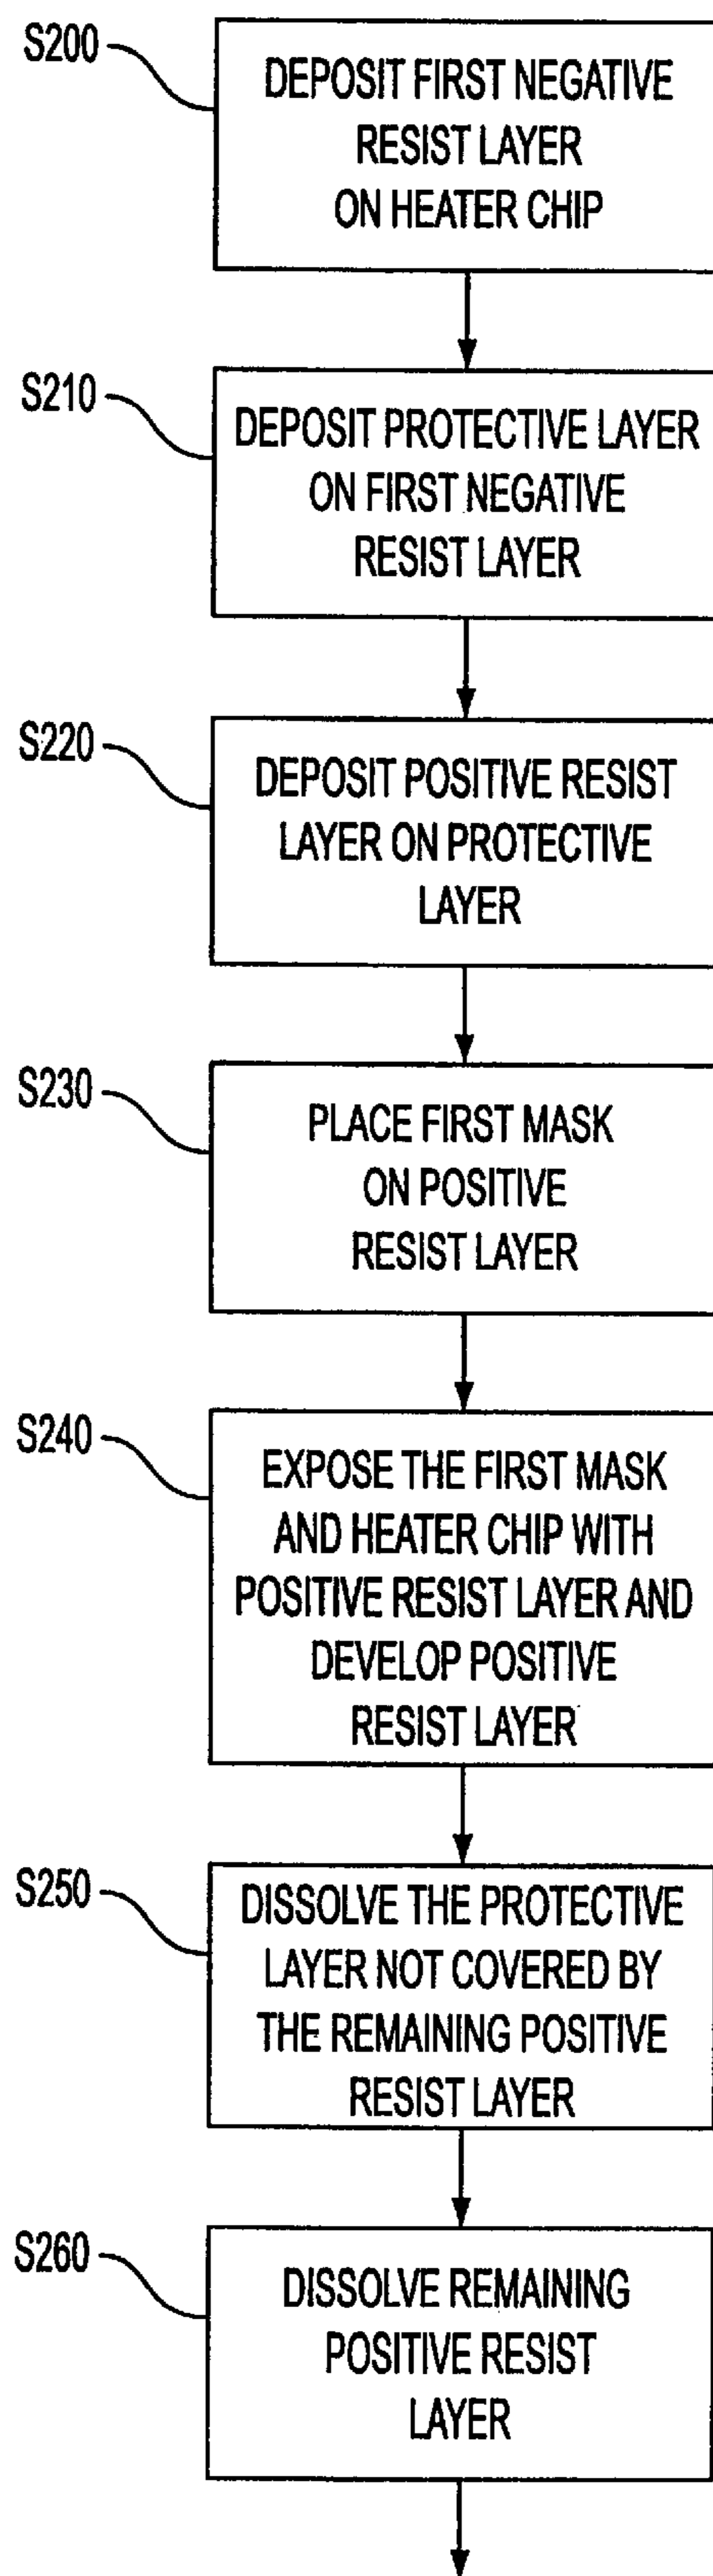 S200
DEPOSIT FIRST NEGATIVE
RESIST LAYER
ON HEATER CHIP
S210
DEPOSIT PROTECTIVE LAYER
ON FIRST NEGATIVE
RESIST LAYER
S220
DEPOSIT POSITIVE RESIST
LAYER ON PROTECTIVE
LAYER
S230
PLACE FIRST MASK
ON POSITIVE
RESIST LAYER
S240
EXPOSE THE FIRST MASK
AND HEATER CHIP WITH
POSITIVE RESIST LAYER AND
DEVELOP POSITIVE
RESIST LAYER
S250
DISSOLVE THE PROTECTIVE
LAYER NOT COVERED BY
THE REMAINING POSITIVE
RESIST LAYER
S260
DISSOLVE REMAINING
POSITIVE RESIST
LAYER